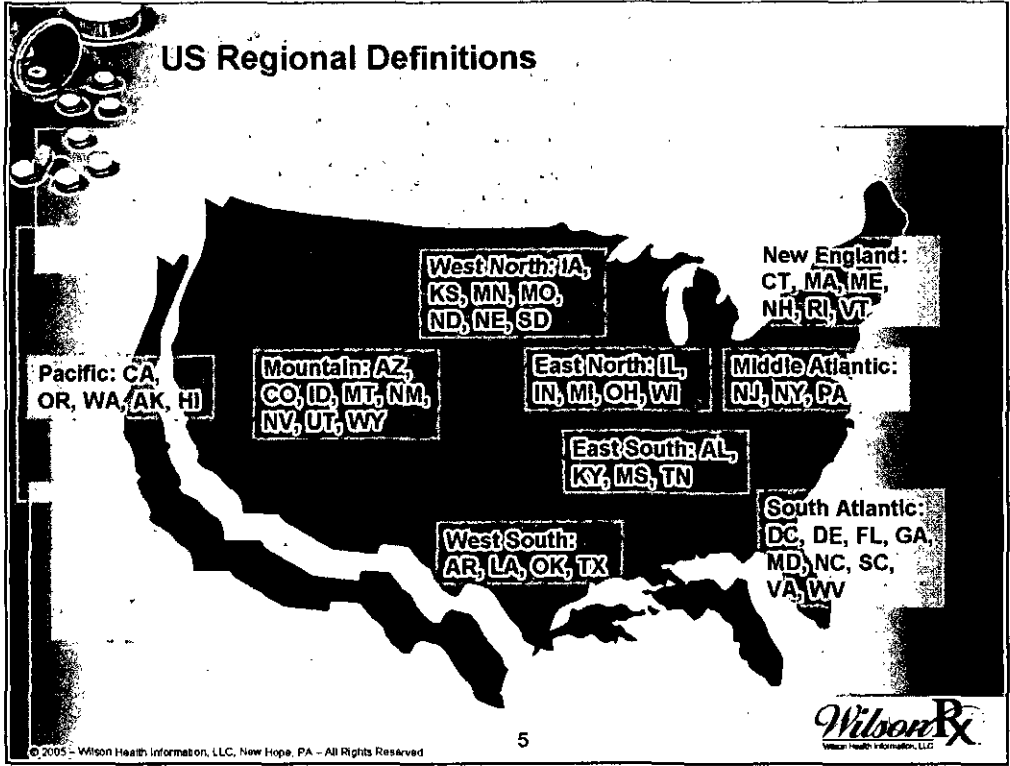 US Regional Definitions
West North: IA,
KS, MN, MO,
ND, NE, SD
New England:
CT, MA, ME,
NH, RI, VT
Pacific: CA,
OR, WA, AK, HI
Mountain: AZ,
CO, ID, MT, NM,
NV, UT, WY
East North: IL,
IN, MI, OH, WI
Middle Atlantic:
NJ, NY, PA
East South: AL,
KY, MS, TN
West South:
AR, LA, OK, TX
South Atlantic:
DC, DE, FL, GA,
MD, NC, SC,
VA, WV
© 2005 - Wilson Health Information, LLC, New Hope, PA - All Rights Reserved
5
Wilson Rx
Wilson Health Information, LLC